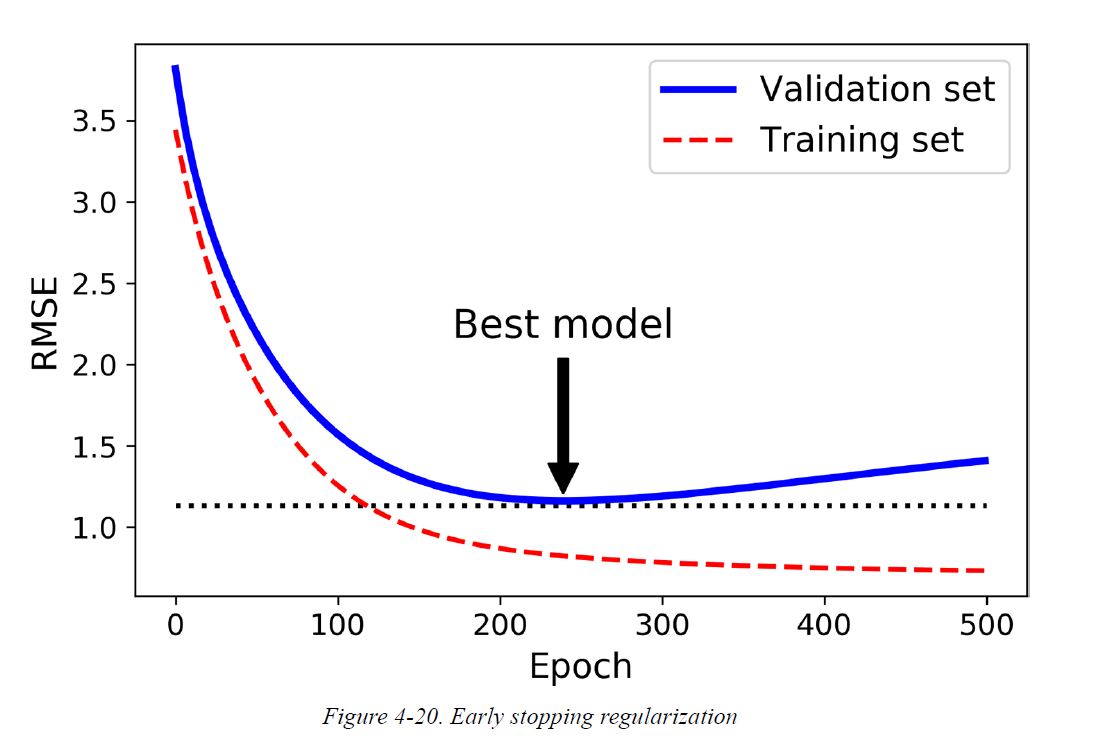 Validation set
Training set
3.5
3.0
2.5
2.0
1.5
1.0
RMSE
Best model
0 100 200 300 400 500
Epoch
Figure 4-20. Early stopping regularization